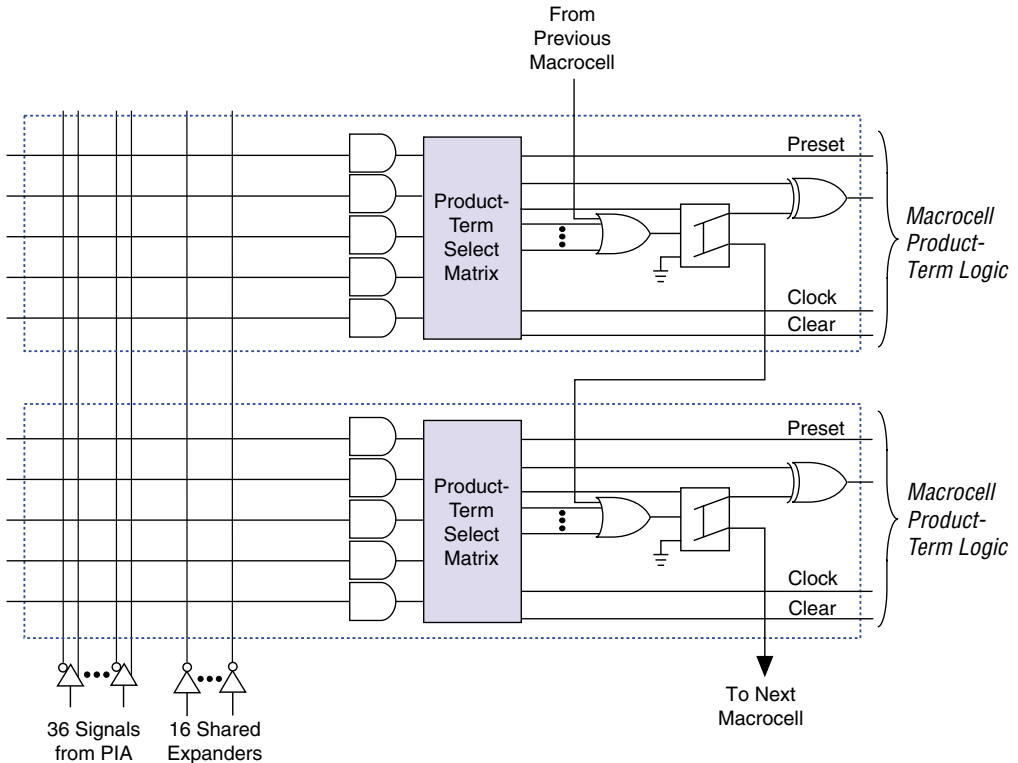 From
Previous
Macrocell
Preset
Product-
Term
Select
Matrix
Macrocell
Product-
Term Logic
Clock
Clear
Preset
Product-
Term
Select
Matrix
Macrocell
Product-
Term Logic
Clock
Clear
36 Signals
from PIA
16 Shared
Expanders
To Next
Macrocell